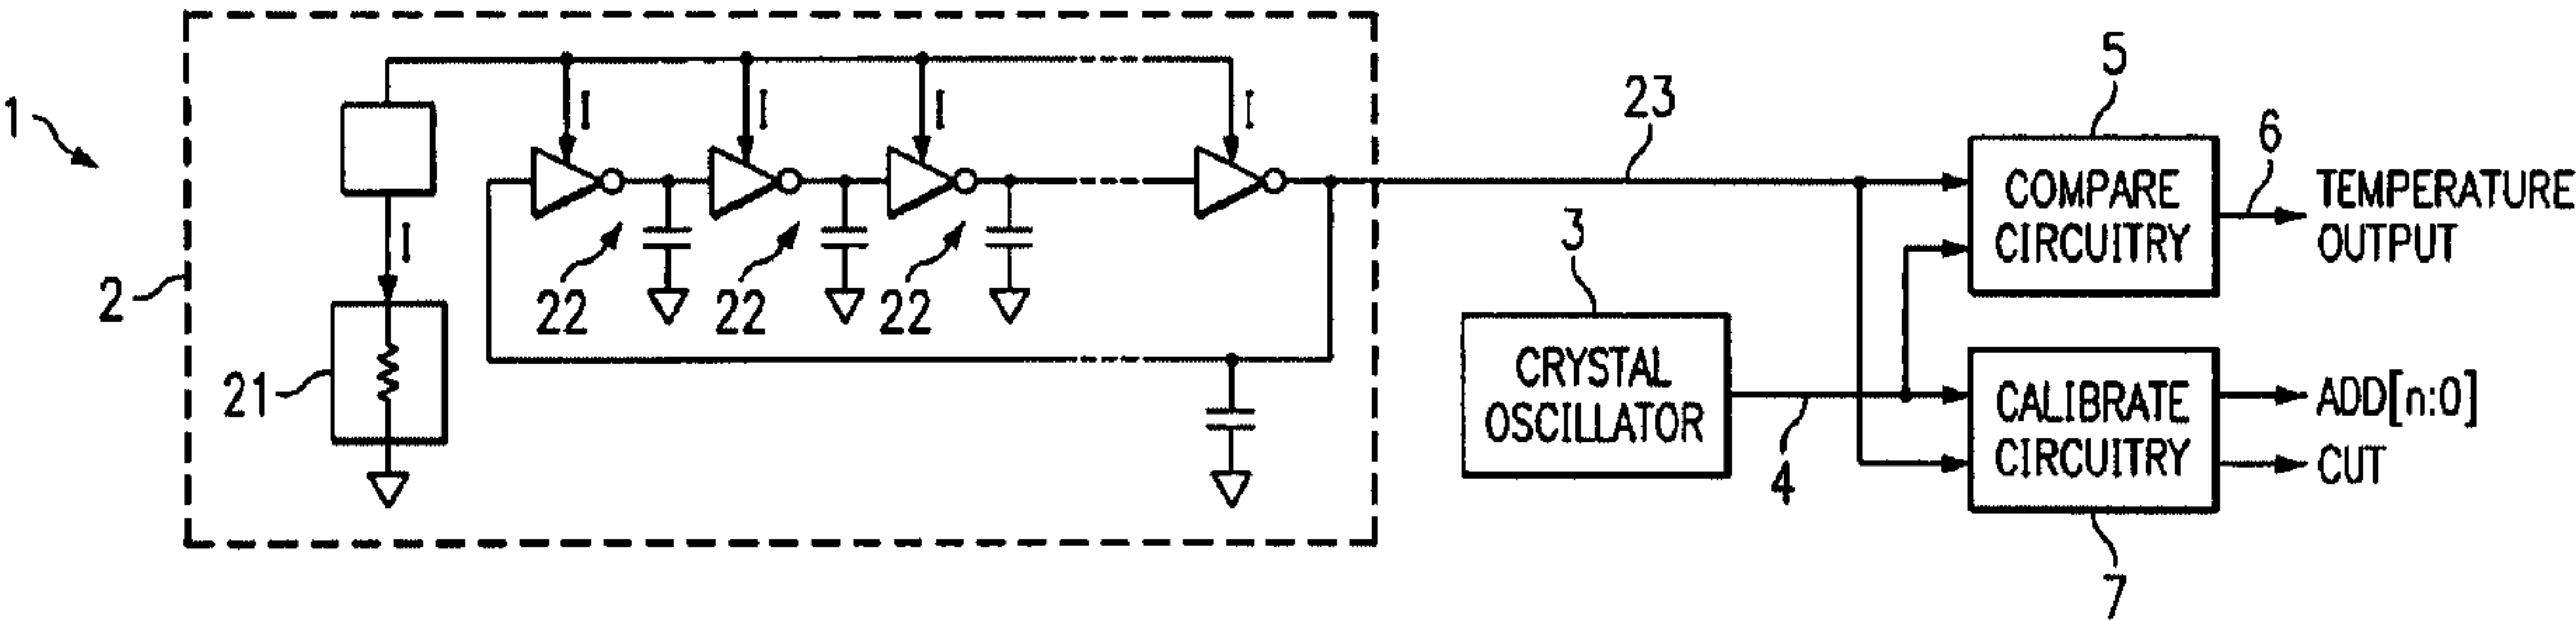 1
2
I
I
I
I
I
21
22
22
22
23
3
CRYSTAL
OSCILLATOR
4
5
COMPARE
CIRCUITRY
6
TEMPERATURE
OUTPUT
CALIBRATE
CIRCUITRY
7
ADD[n:0]
CUT